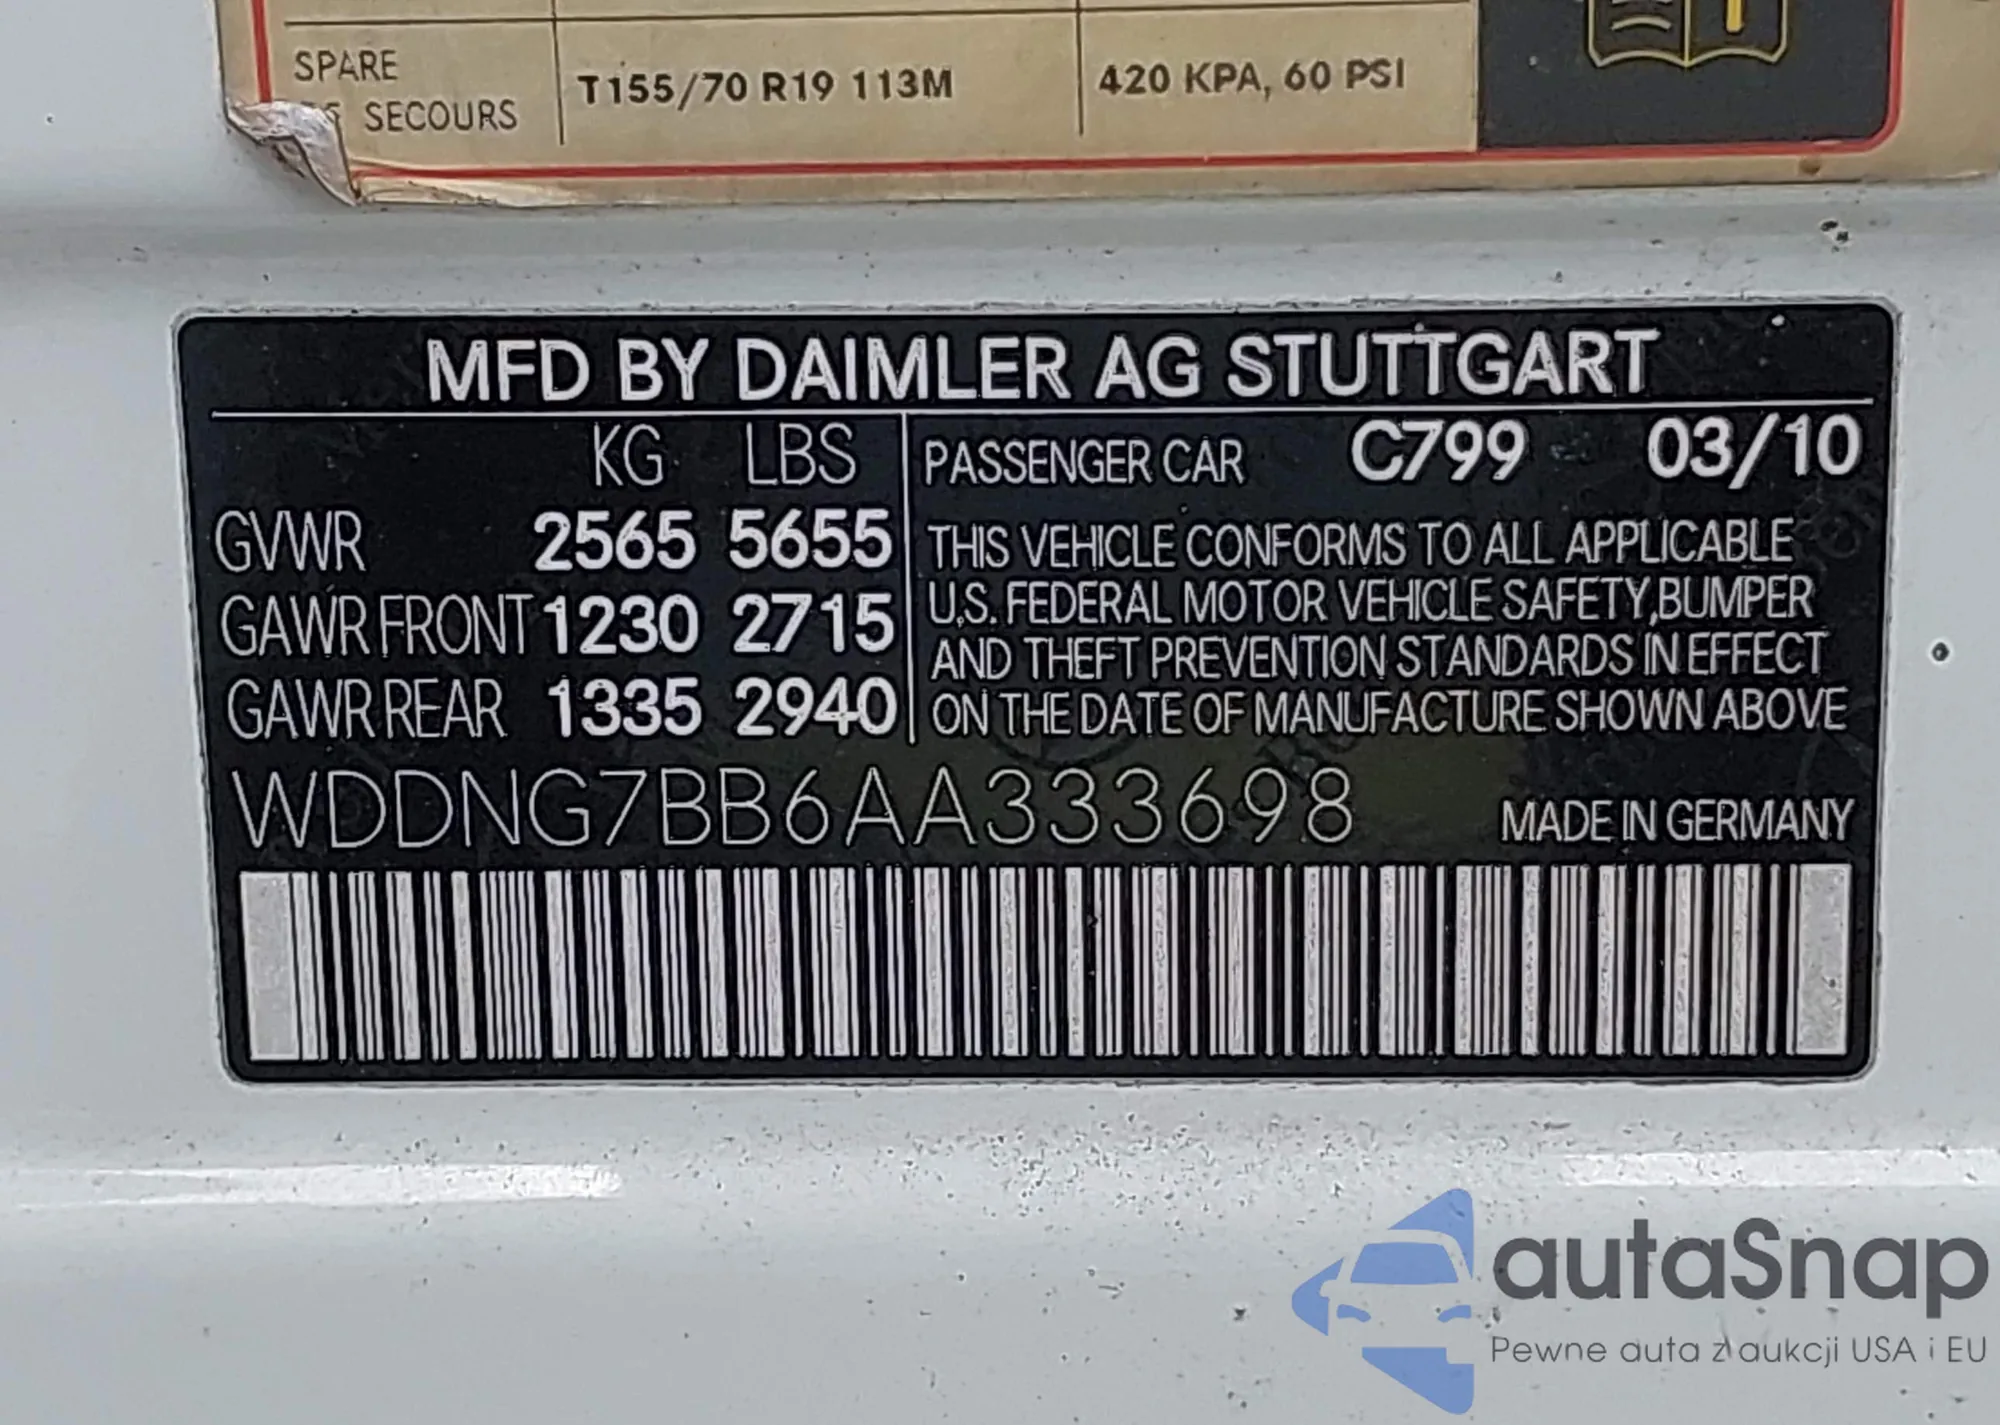 SPARE
T155/70 R19 113M
420 KPA, 60 PSI
SECOURS
MFD BY DAIMLER AG STUTTGART
KG LBS
GVWR 2565 5655
GAWR FRONT 1230 2715
GAWR REAR 1335 2940
PASSENGER CAR C799 03/10
THIS VEHICLE CONFORMS TO ALL APPLICABLE
U.S. FEDERAL MOTOR VEHICLE SAFETY, BUMPER
AND THEFT PREVENTION STANDARDS IN EFFECT
ON THE DATE OF MANUFACTURE SHOWN ABOVE
WDDNG7BB6AA333698
MADE IN GERMANY
autaSnap
Pewne auta z aukcji USA i EU